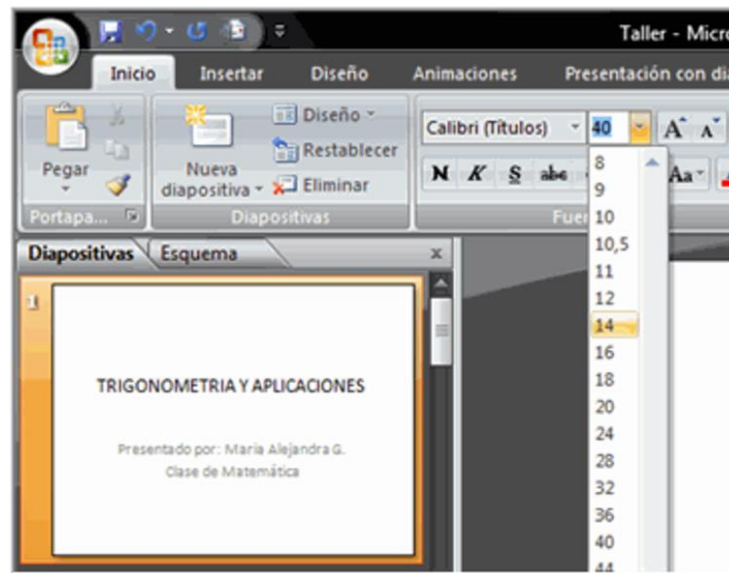 Taller - Micro
Inicio Insertar Diseño Animaciones Presentación con dia
Pegar
Nueva diapositiva
Diseño
Restablecer
Eliminar
Portapa... Diapositivas
Calibri (Títulos) 40 A A
N K S abc Aa
Fuen
8
9
10
10,5
11
12
14
16
18
20
24
28
32
36
40
44
Diapositivas Esquema x
1
TRIGONOMETRIA Y APLICACIONES
Presentado por: Maria Alejandra G.
Clase de Matemática